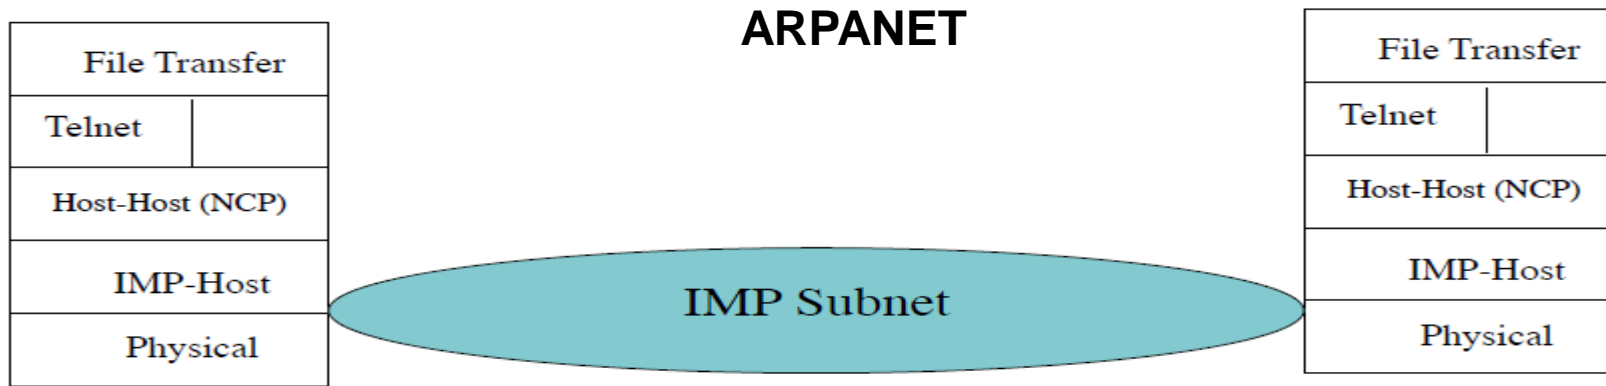 ARPANET
File Transfer
Telnet
Host-Host (NCP)
IMP-Host
Physical
IMP Subnet
File Transfer
Telnet
Host-Host (NCP)
IMP-Host
Physical